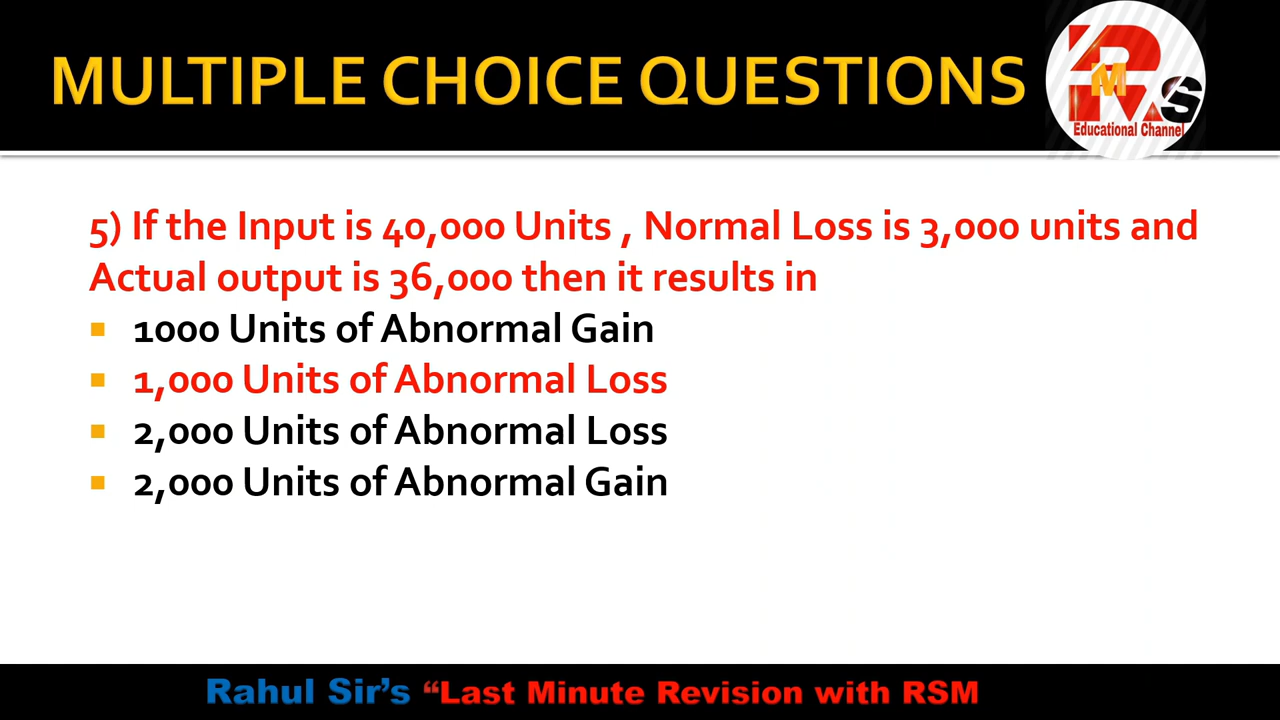 MULTIPLE CHOICE QUESTIONS
RMS
Educational Channel
5) If the Input is 40,000 Units , Normal Loss is 3,000 units and
Actual output is 36,000 then it results in
1000 Units of Abnormal Gain
1,000 Units of Abnormal Loss
2,000 Units of Abnormal Loss
2,000 Units of Abnormal Gain
Rahul Sir’s “Last Minute Revision with RSM